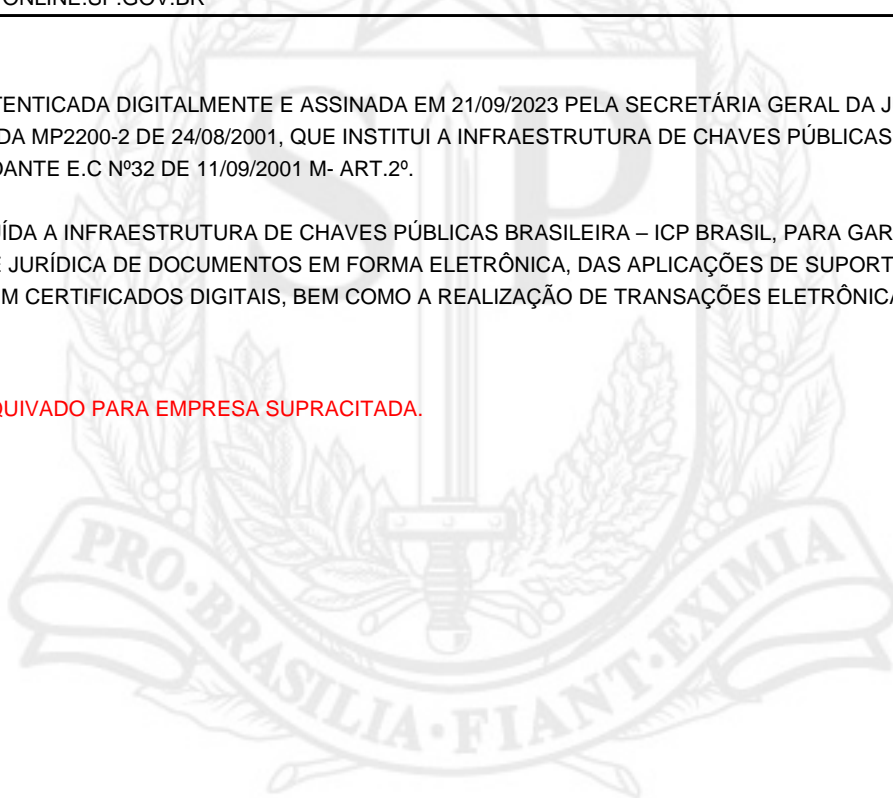 ONLINE.SP.GOV.BR
TENTICADA DIGITALMENTE E ASSINADA EM 21/09/2023 PELA SECRETÁRIA GERAL DA J
DA MP2200-2 DE 24/08/2001, QUE INSTITUI A INFRAESTRUTURA DE CHAVES PÚBLICAS
DANTE E.C Nº32 DE 11/09/2001 M- ART.2º.
ÍDA A INFRAESTRUTURA DE CHAVES PÚBLICAS BRASILEIRA – ICP BRASIL, PARA GAR
E JURÍDICA DE DOCUMENTOS EM FORMA ELETRÔNICA, DAS APLICAÇÕES DE SUPORT
M CERTIFICADOS DIGITAIS, BEM COMO A REALIZAÇÃO DE TRANSAÇÕES ELETRÔNICA
QUIVADO PARA EMPRESA SUPRACITADA.
SP
PRO·BRASILIA·FIANT·EXIMIA